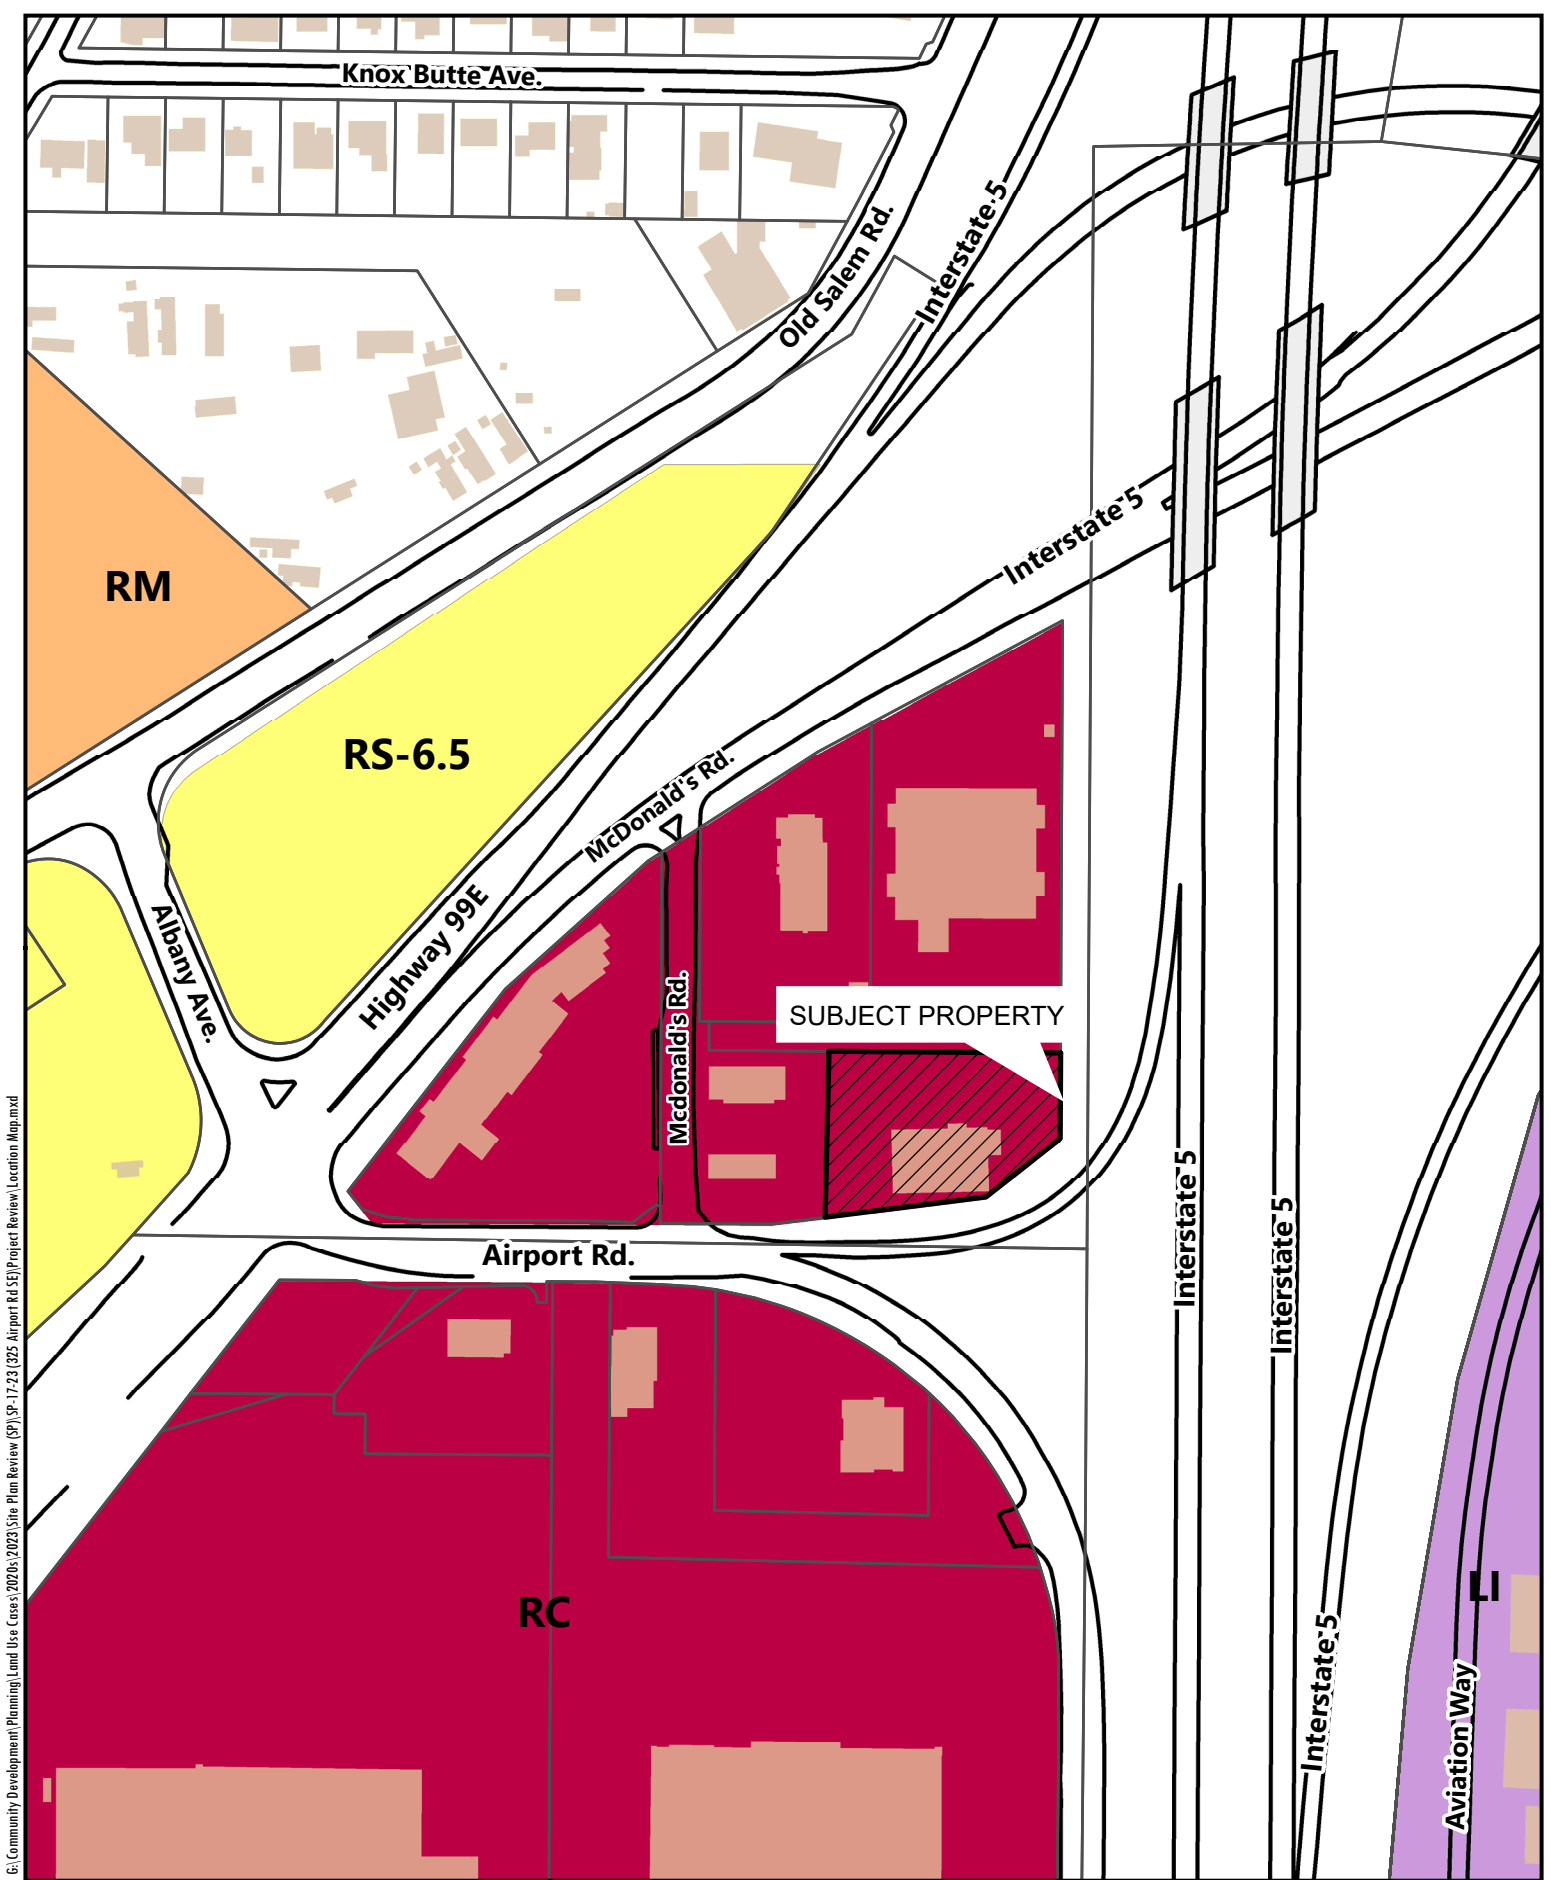 Knox Butte Ave.
Interstate 5
Old Salem Rd.
Interstate 5
RM
RS-6.5
McDonald's Rd.
Highway 99E
Albany Ave.
Mcdonald's Rd.
SUBJECT PROPERTY
Airport Rd.
Interstate 5
Interstate 5
RC
LI
Interstate 5
Aviation Way
G:\Community Development\Planning\Land Use Cases\2020s\2023\Site Plan Review (SP)\SP-17-23 (325 Airport Rd SE)\Project Review\Location Map.mxd